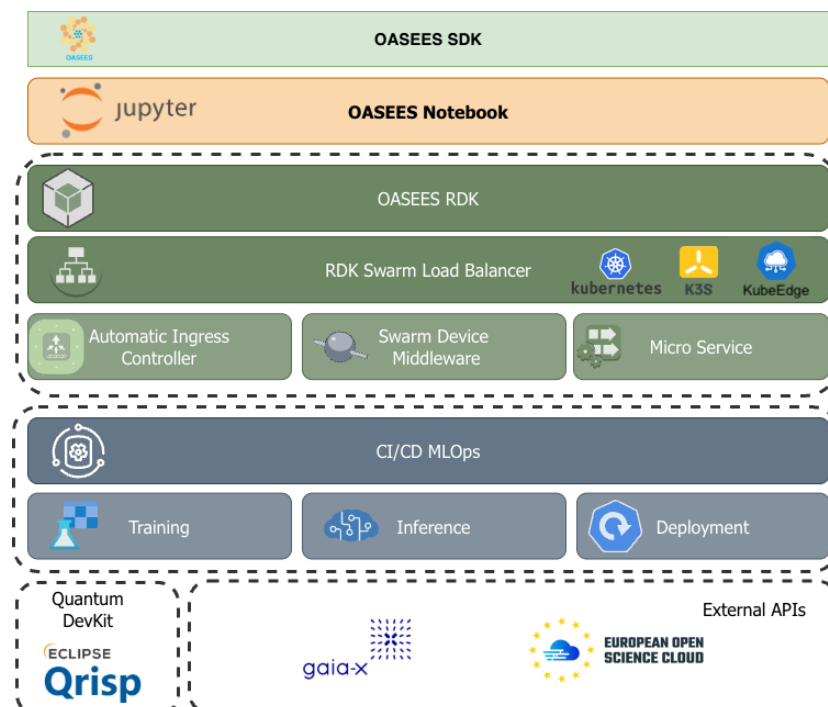 OASEES SDK
OASEES
Jupyter
OASEES Notebook
OASEES RDK
RDK Swarm Load Balancer
kubernetes
K3S
KubeEdge
Automatic Ingress
Controller
Swarm Device
Middleware
Micro Service
CI/CD MLOps
Training
Inference
Deployment
Quantum
DevKit
ECLIPSE
Qrisp
External APIs
gaia-x
EUROPEAN OPEN
SCIENCE CLOUD